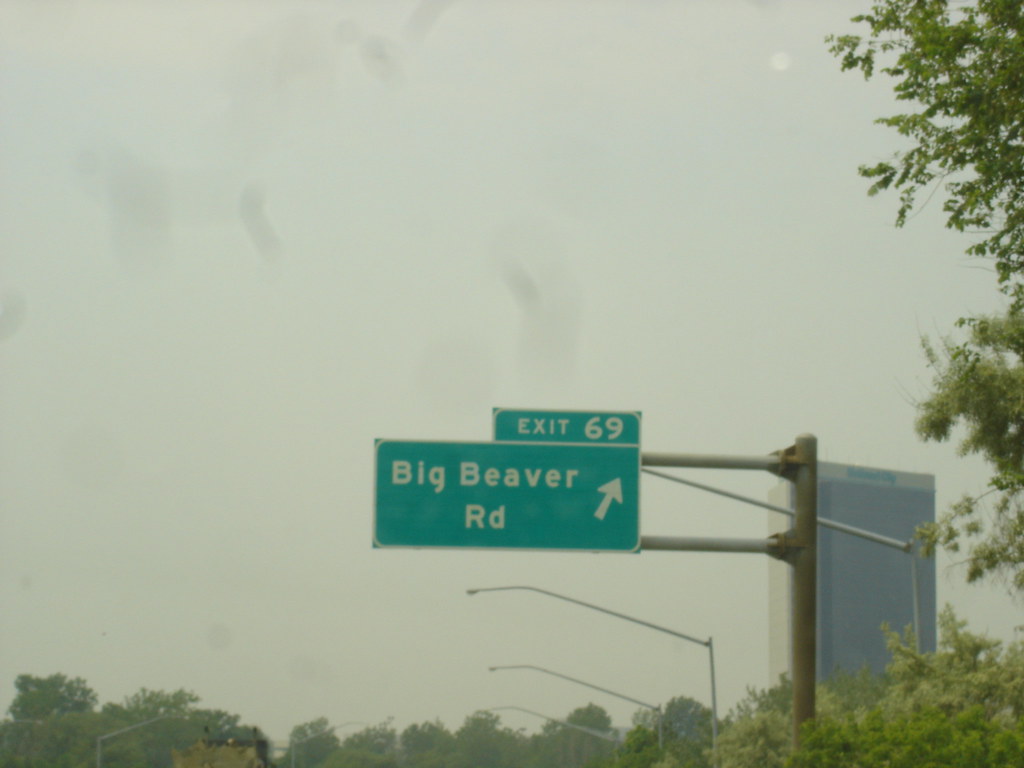 EXIT 69
Big Beaver
Rd